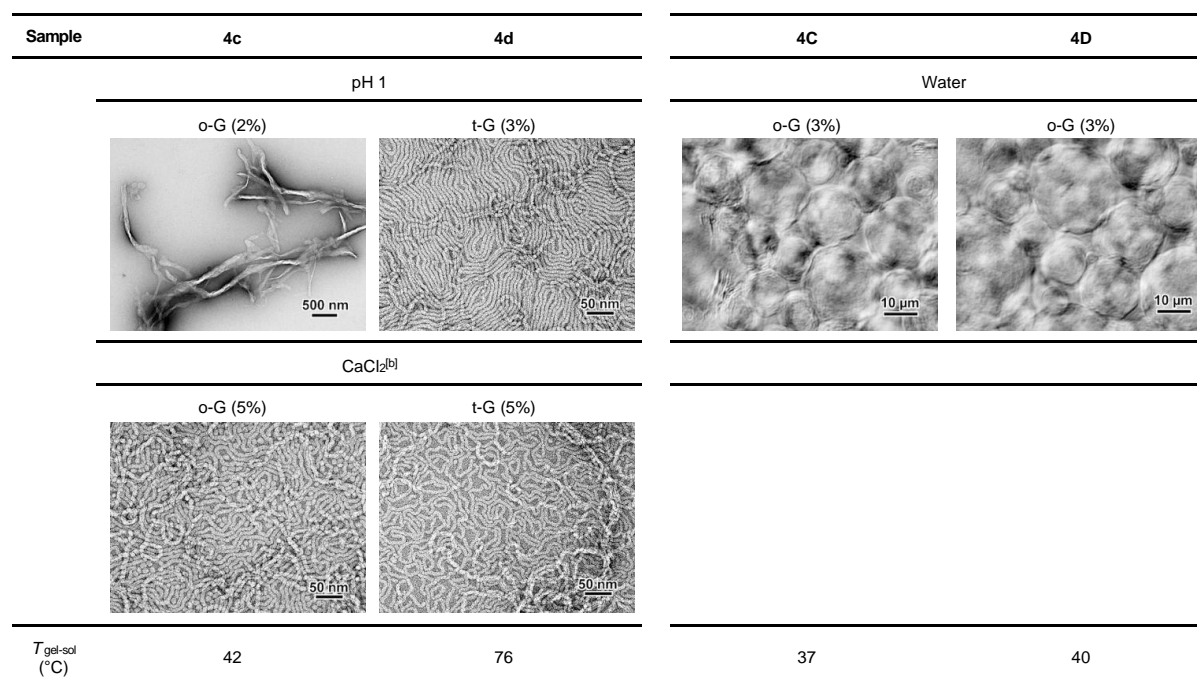 Sample 4c 4d 4C 4D
pH 1 Water
o-G (2%) t-G (3%) o-G (3%) o-G (3%)
500 nm 50 nm 10 µm 10 µm
CaCl2[b]
o-G (5%) t-G (5%)
50 nm 50 nm
Tgel-sol
(°C) 42 76 37 40